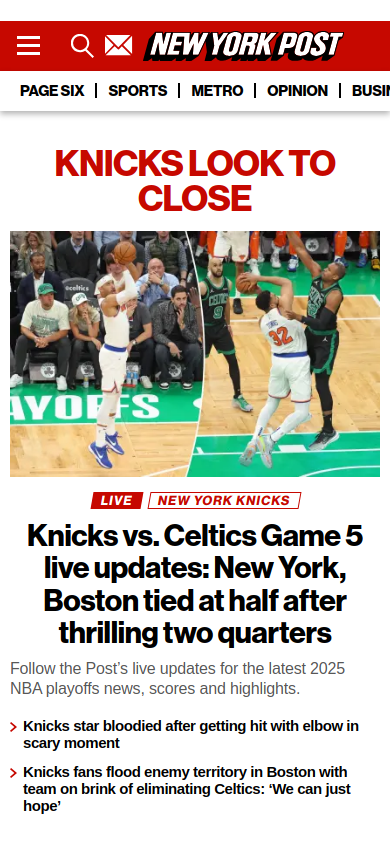 NEW YORK POST
PAGE SIX | SPORTS | METRO | OPINION | BUSI
KNICKS LOOK TO
CLOSE
celtics
9
32
AYOFFS
LIVE NEW YORK KNICKS
Knicks vs. Celtics Game 5
live updates: New York,
Boston tied at half after
thrilling two quarters
Follow the Post’s live updates for the latest 2025
NBA playoffs news, scores and highlights.
Knicks star bloodied after getting hit with elbow in
scary moment
Knicks fans flood enemy territory in Boston with
team on brink of eliminating Celtics: ‘We can just
hope’